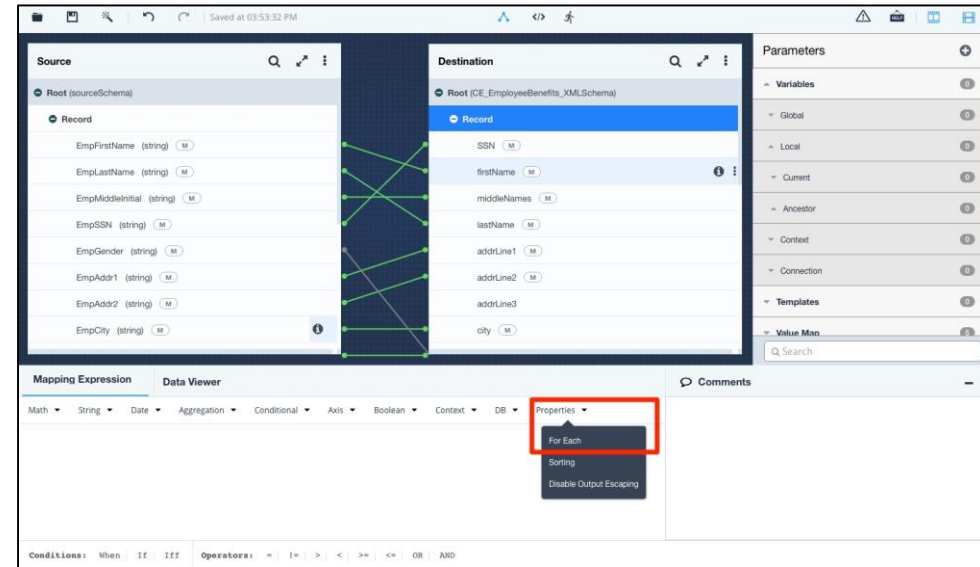 Saved at 03:53:32 PM
</>
HELP
Source
Root (sourceSchema)
Record
EmpFirstName (string) M
EmpLastName (string) M
EmpMiddleInitial (string) M
EmpSSN (string) M
EmpGender (string) M
EmpAddr1 (string) M
EmpAddr2 (string) M
EmpCity (string) M
Destination
Root (CE_EmployeeBenefits_XMLSchema)
Record
SSN M
firstName M
middleNames M
lastName M
addrLine1 M
addrLine2 M
addrLine3
city M
Parameters
Variables 0
Global 0
Local 0
Current 0
Ancestor 0
Context 0
Connection 0
Templates 0
Value Map 5
Search
Mapping Expression Data Viewer
Math String Date Aggregation Conditional Axis Boolean Context DB Properties
For Each
Sorting
Disable Output Escaping
Comments
Conditions: When If Iff Operators: = != > < >= <= OR AND